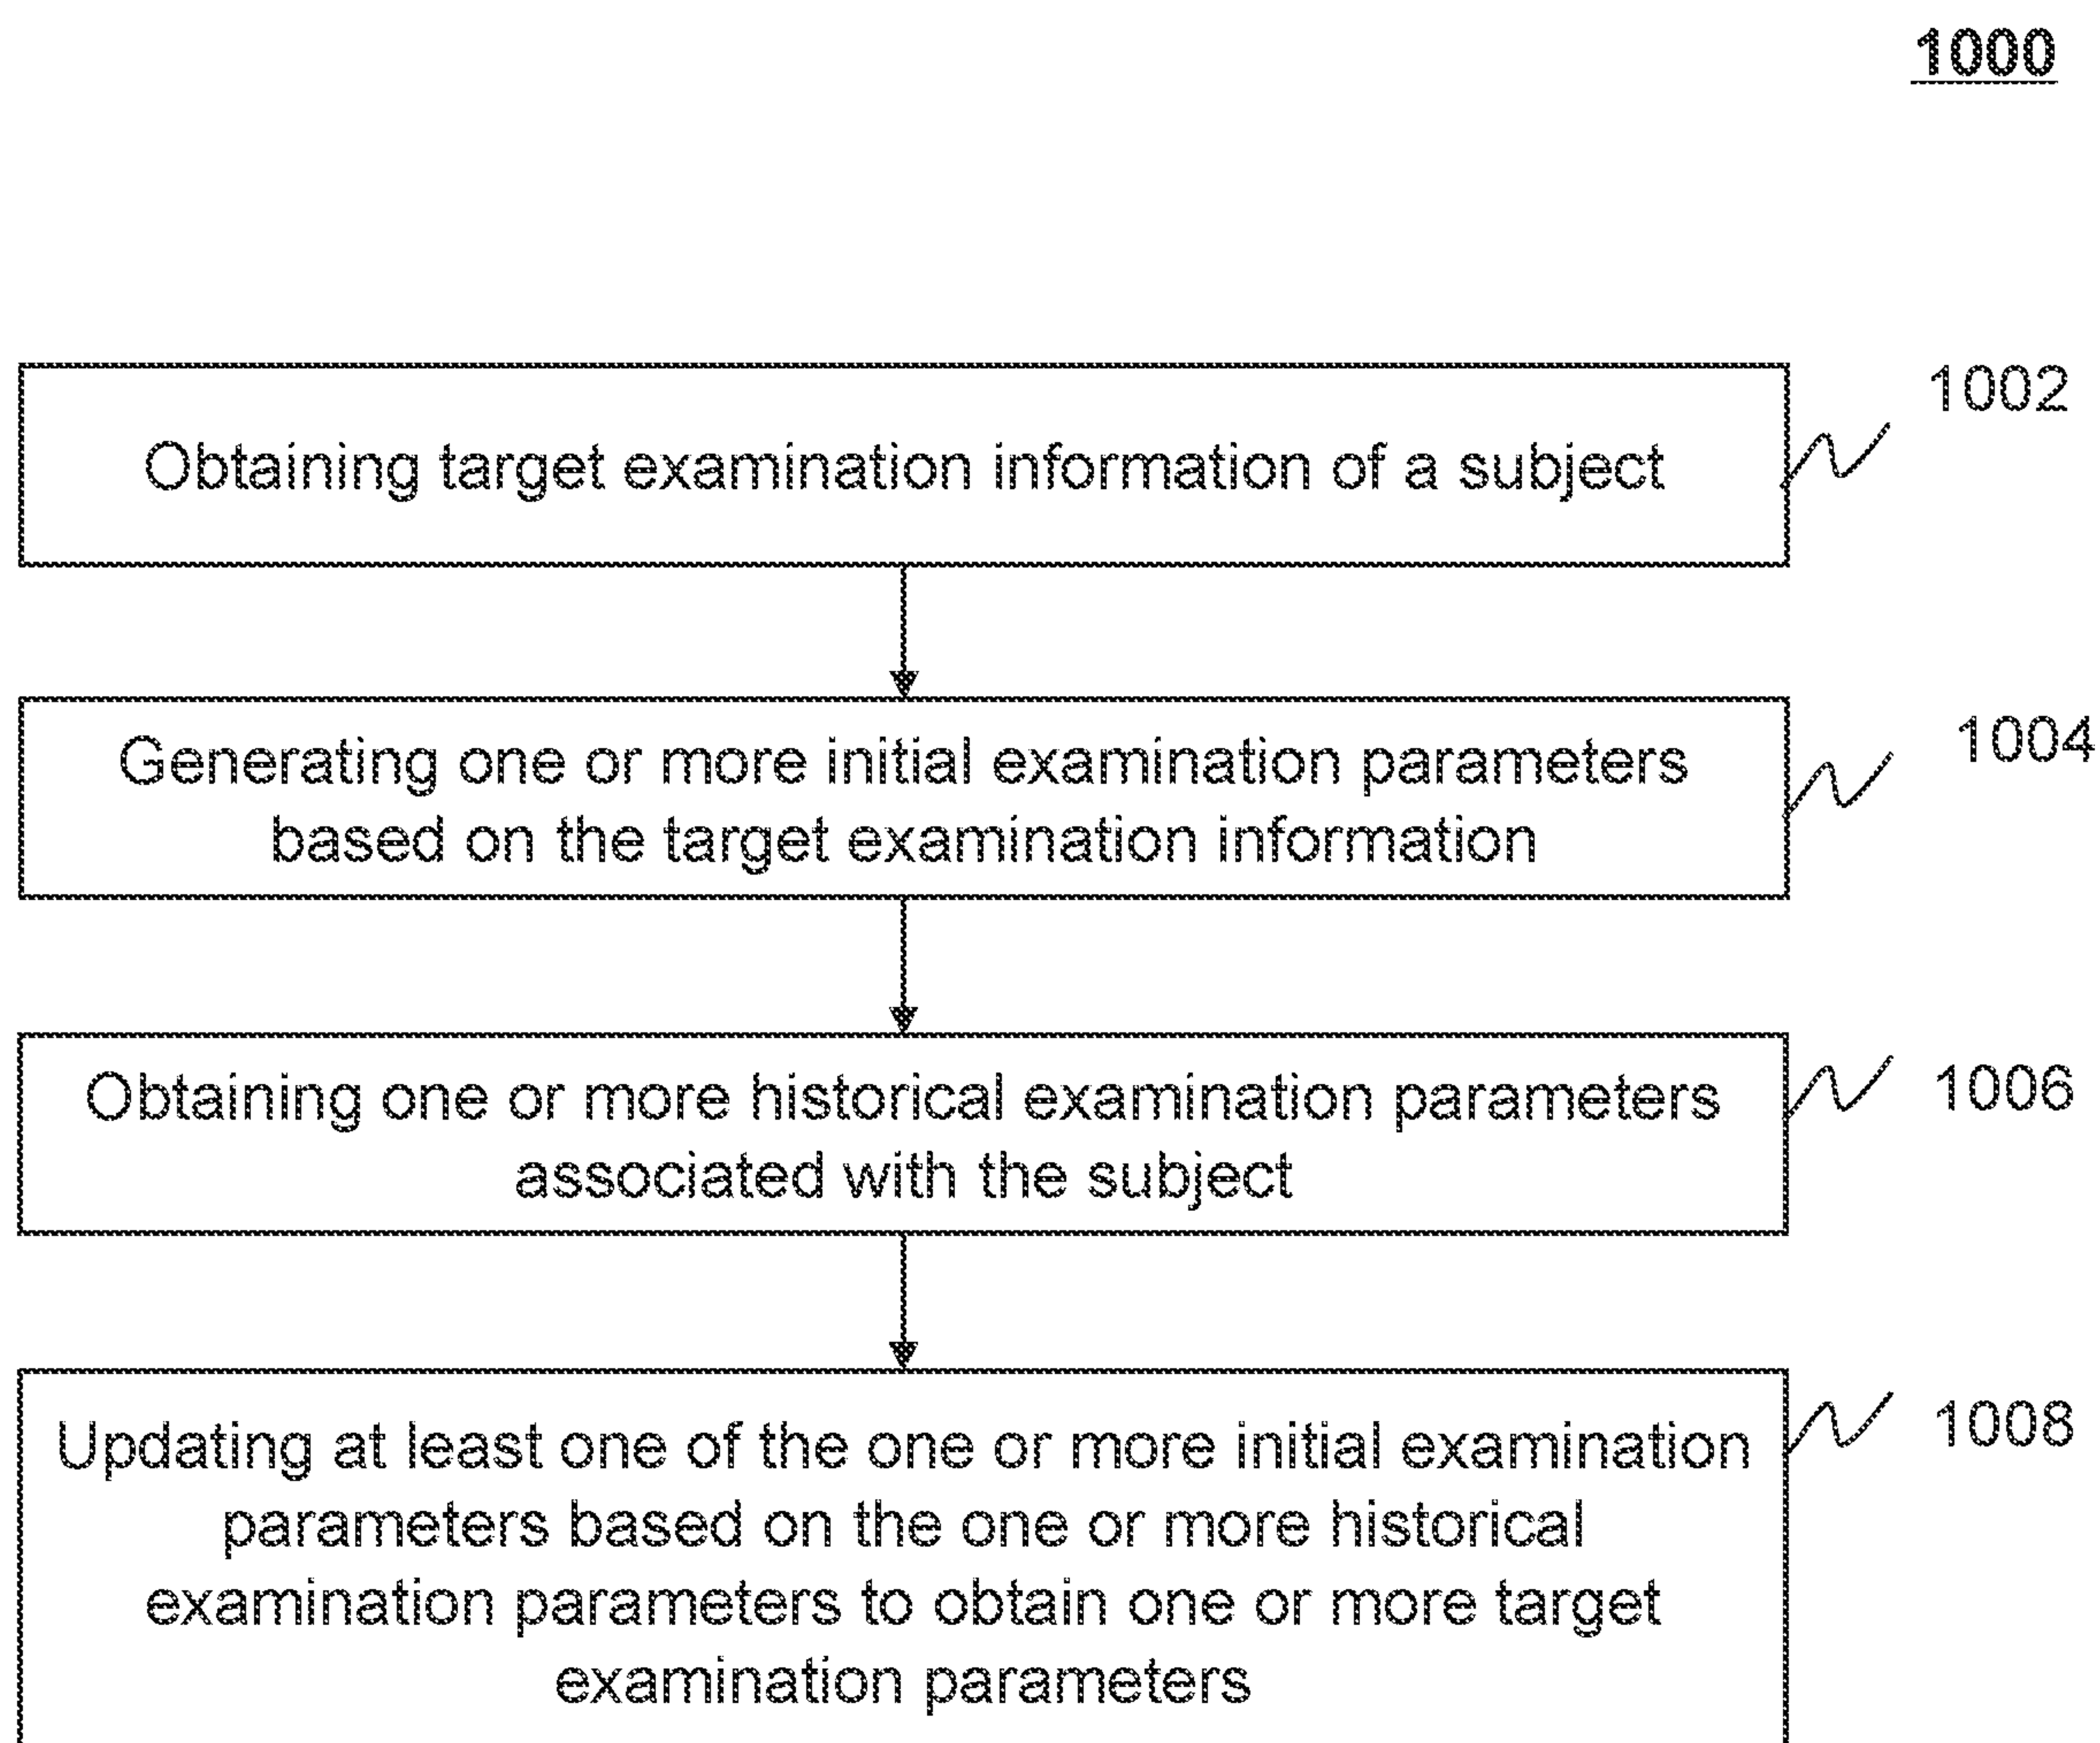 1000
1002
Obtaining target examination information of a subject
1004
Generating one or more initial examination parameters
based on the target examination information
1006
Obtaining one or more historical examination parameters
associated with the subject
1008
Updating at least one of the one or more initial examination
parameters based on the one or more historical
examination parameters to obtain one or more target
examination parameters